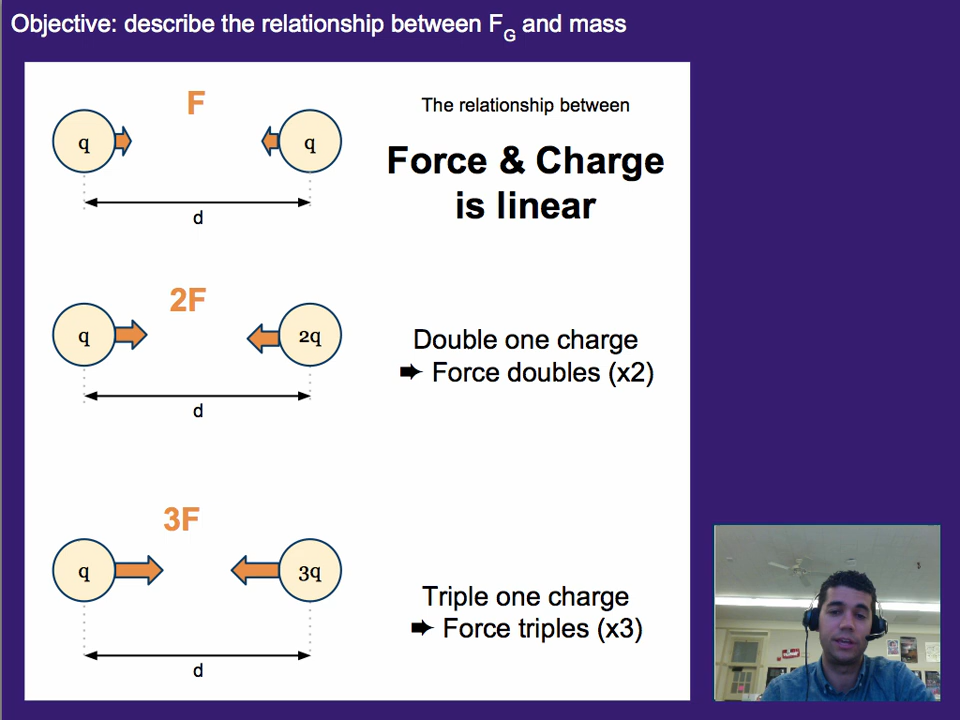 Objective: describe the relationship between FG and mass
F
q
q
d
The relationship between
Force & Charge
is linear
2F
q
2q
d
Double one charge
➨ Force doubles (x2)
3F
q
3q
d
Triple one charge
➨ Force triples (x3)